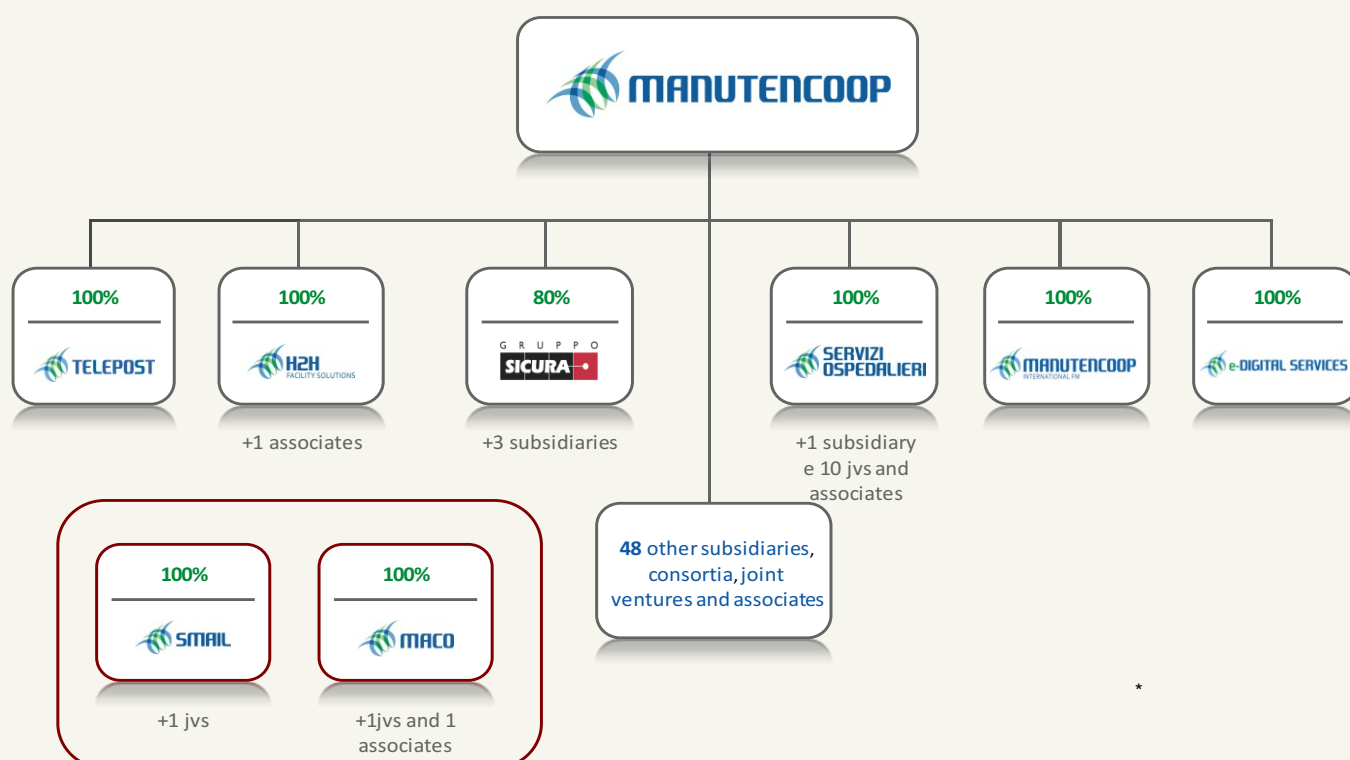 MANUTENCOOP
100%
TELEPOST
100%
H2H
FACILITY SOLUTIONS
+1 associates
80%
GRUPPO
SICURA
+3 subsidiaries
100%
SERVIZI
OSPEDALIERI
+1 subsidiary
e 10 jvs and
associates
100%
MANUTENCOOP
INTERNATIONAL FM
100%
e-DIGITAL SERVICES
48 other subsidiaries,
consortia, joint
ventures and associates
100%
SMAIL
+1 jvs
100%
MACO
+1jvs and 1
associates
*